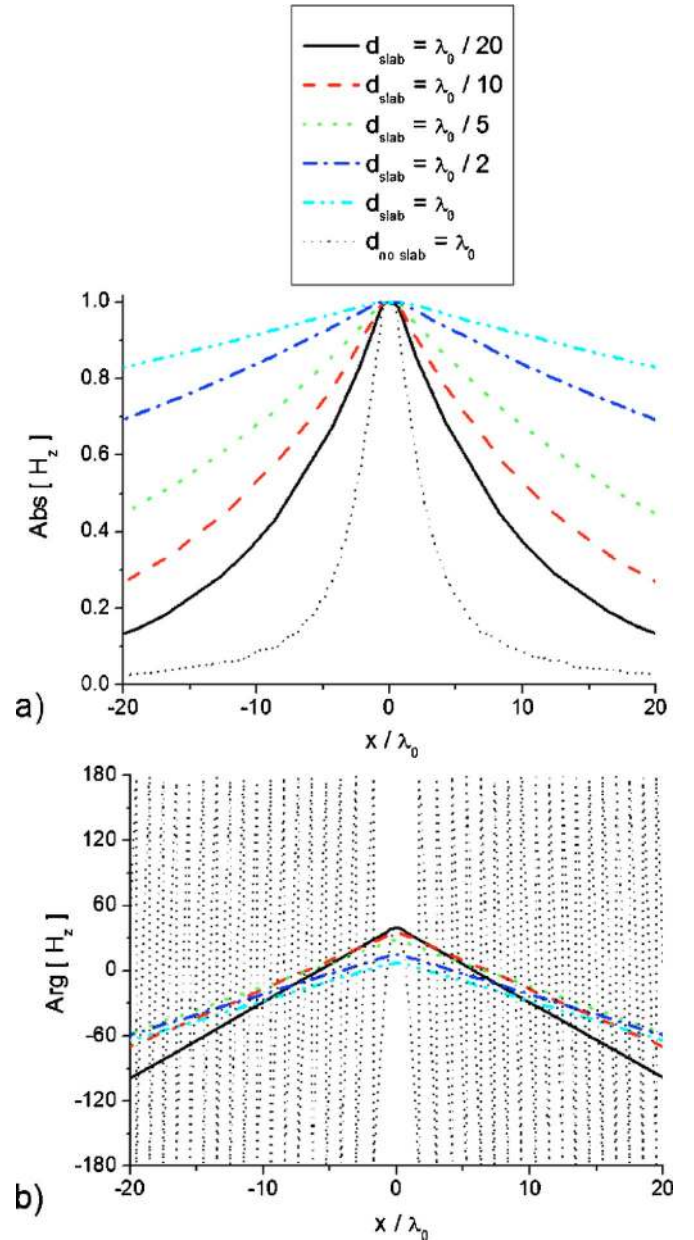 d_slab = λ_0 / 20
d_slab = λ_0 / 10
d_slab = λ_0 / 5
d_slab = λ_0 / 2
d_slab = λ_0
d_no slab = λ_0
1.0
0.8
0.6
0.4
0.2
0.0
Abs [ H_z ]
-20 -10 0 10 20
x / λ_0
a)
180
120
60
0
-60
-120
-180
Arg [ H_z ]
-20 -10 0 10 20
x / λ_0
b)